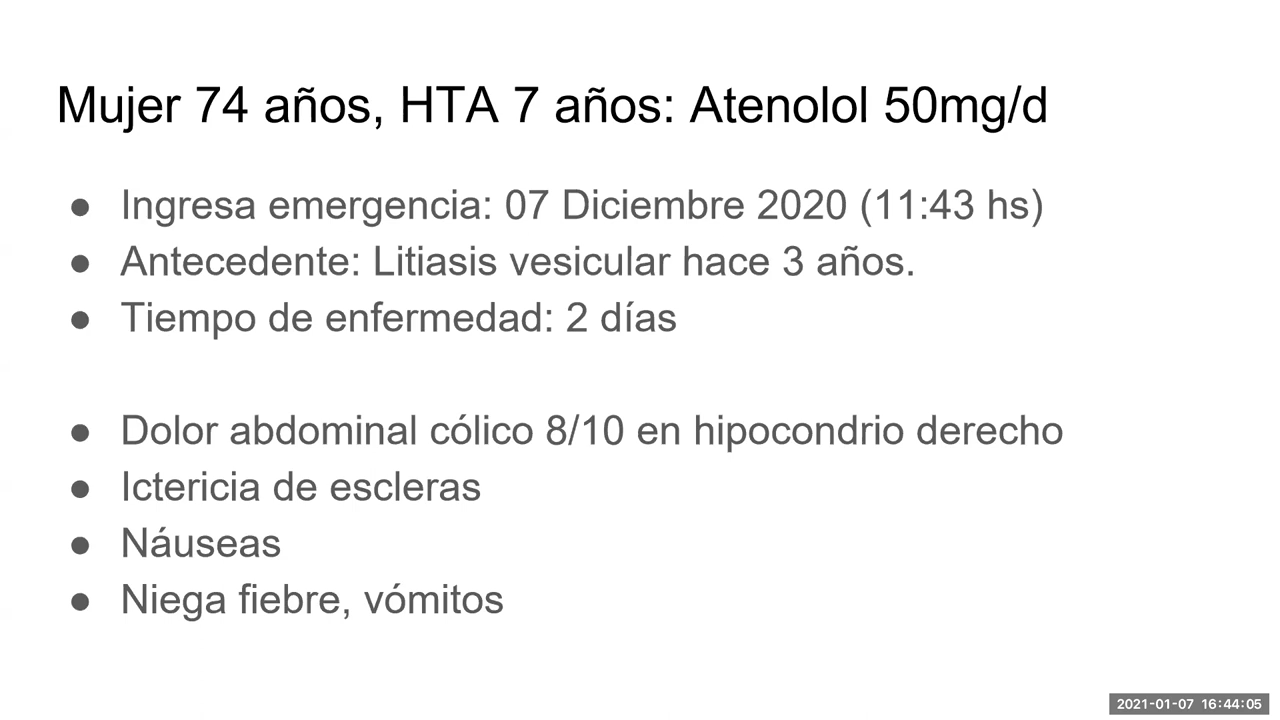 Mujer 74 años, HTA 7 años: Atenolol 50mg/d
● Ingresa emergencia: 07 Diciembre 2020 (11:43 hs)
● Antecedente: Litiasis vesicular hace 3 años.
● Tiempo de enfermedad: 2 días
● Dolor abdominal cólico 8/10 en hipocondrio derecho
● Ictericia de escleras
● Náuseas
● Niega fiebre, vómitos
2021-01-07 16:44:05